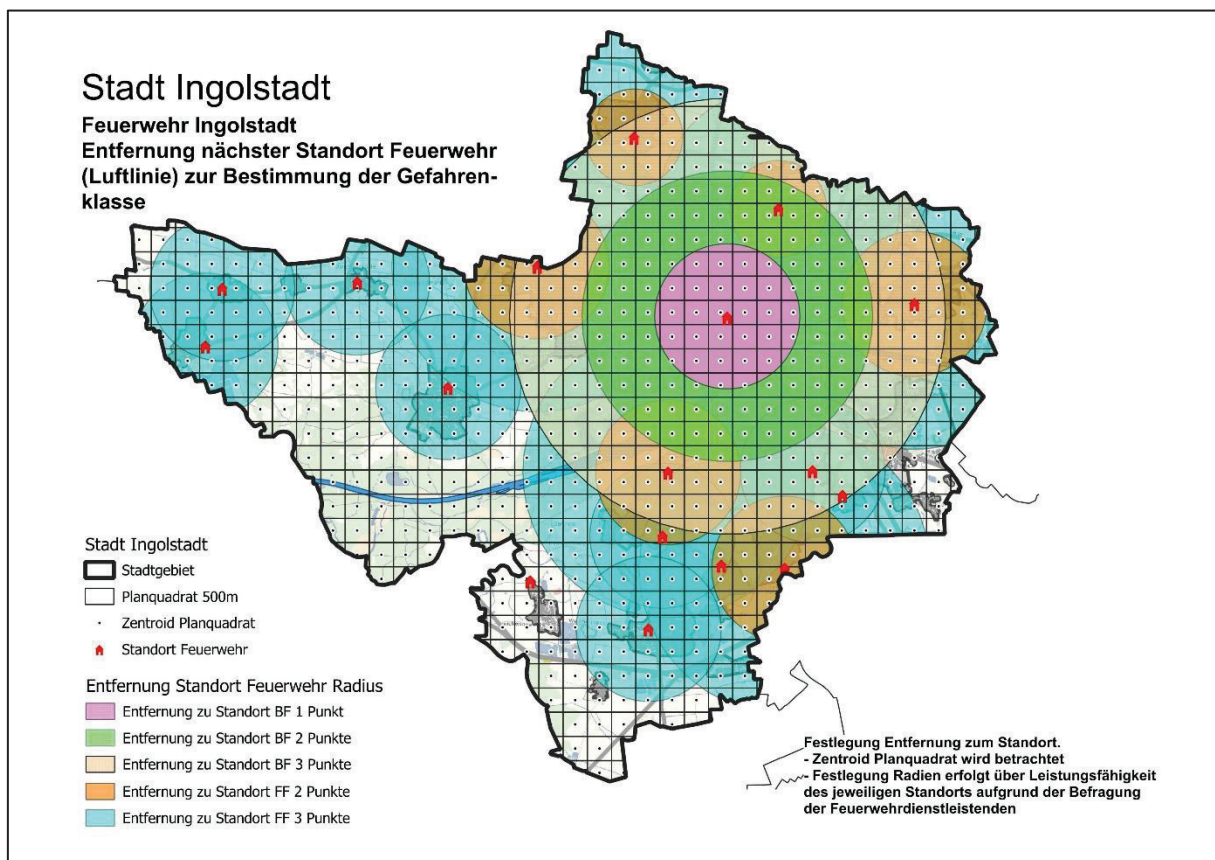 Stadt Ingolstadt
Feuerwehr Ingolstadt
Entfernung nächster Standort Feuerwehr
(Luftlinie) zur Bestimmung der Gefahren-
klasse
Stadt Ingolstadt
Stadtgebiet
Planquadrat 500m
Zentroid Planquadrat
Standort Feuerwehr
Entfernung Standort Feuerwehr Radius
Entfernung zu Standort BF 1 Punkt
Entfernung zu Standort BF 2 Punkte
Entfernung zu Standort BF 3 Punkte
Entfernung zu Standort FF 2 Punkte
Entfernung zu Standort FF 3 Punkte
Festlegung Entfernung zum Standort.
- Zentroid Planquadrat wird betrachtet
- Festlegung Radien erfolgt über Leistungsfähigkeit
des jeweiligen Standorts aufgrund der Befragung
der Feuerwehrdienstleistenden